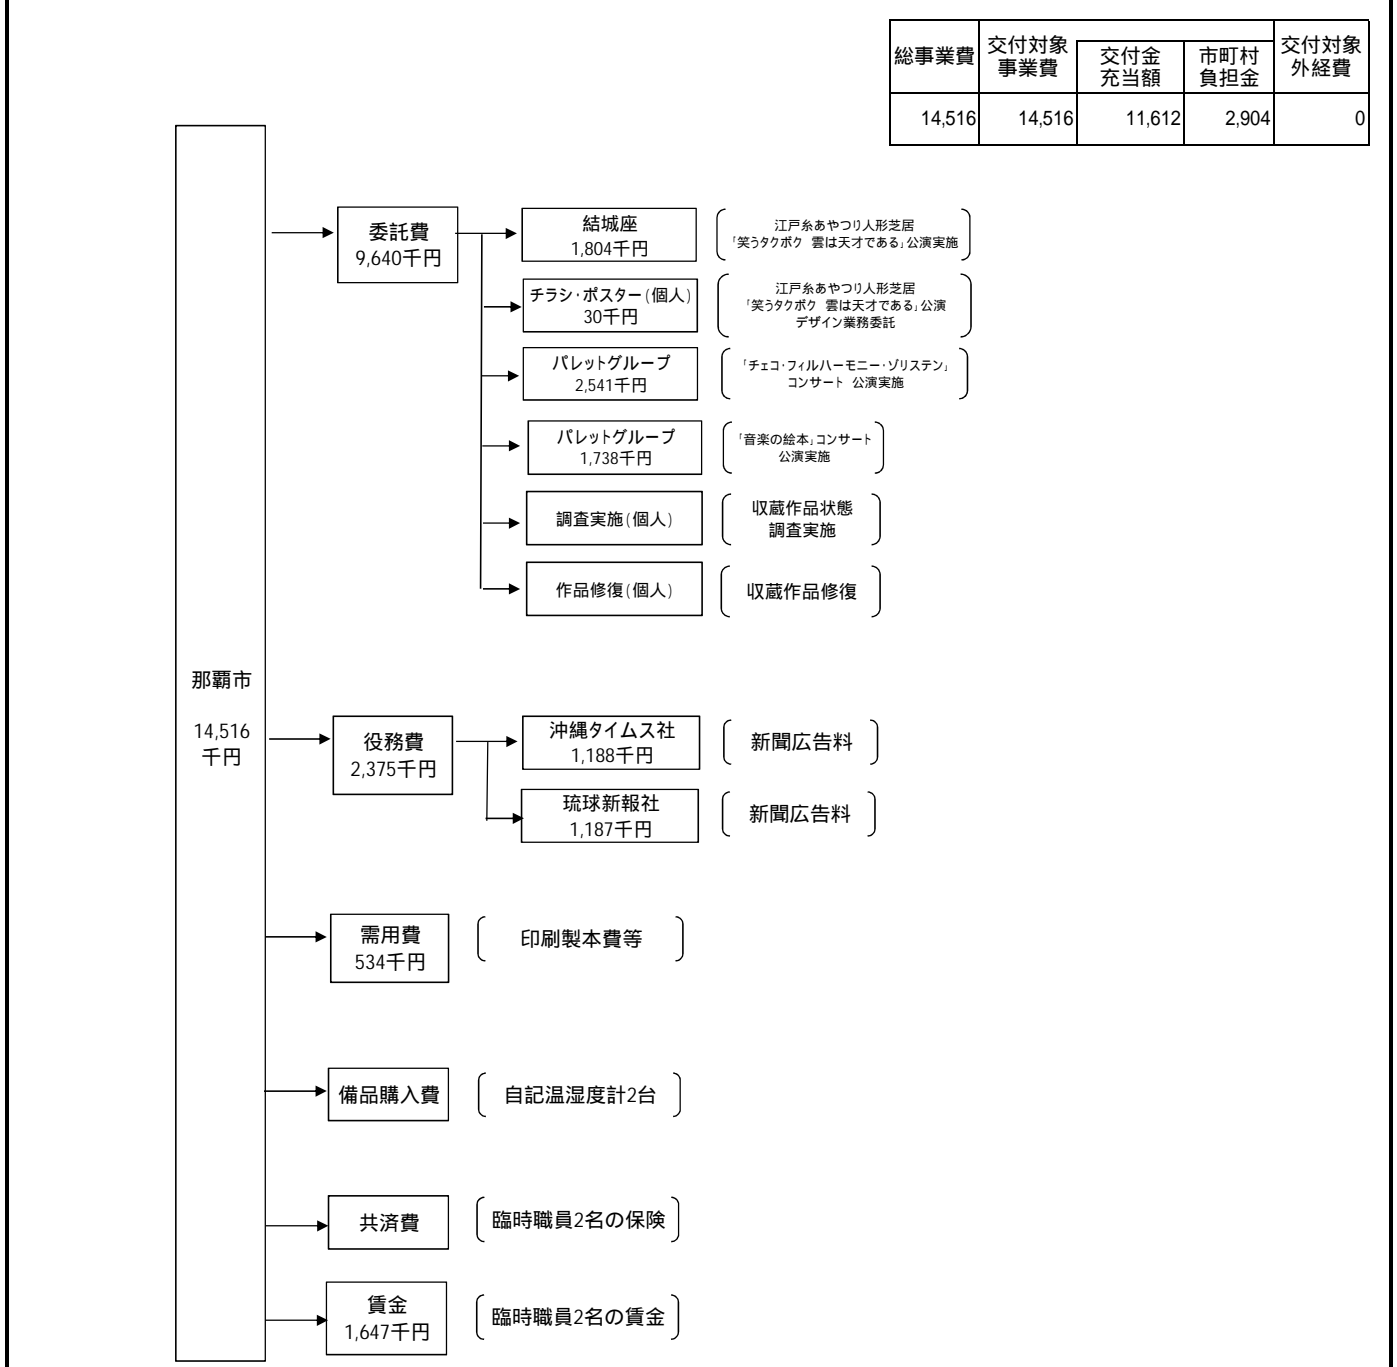 総事業費
交付対象
事業費
交付金
充当額
市町村
負担金
交付対象
外経費
14,516 14,516 11,612 2,904 0
那覇市
14,516
千円
委託費
9,640千円
結城座
1,804千円
江戸糸あやつり人形芝居
「笑うタクボク 雲は天才である」公演実施
チラシ・ポスター(個人)
30千円
江戸糸あやつり人形芝居
「笑うタクボク 雲は天才である」公演
デザイン業務委託
パレットグループ
2,541千円
「チェコ・フィルハーモニー・ゾリステン」
コンサート 公演実施
パレットグループ
1,738千円
「音楽の絵本」コンサート
公演実施
調査実施(個人)
収蔵作品状態
調査実施
作品修復(個人)
収蔵作品修復
役務費
2,375千円
沖縄タイムス社
1,188千円
新聞広告料
琉球新報社
1,187千円
新聞広告料
需用費
534千円
印刷製本費等
備品購入費
自記温湿度計2台
共済費
臨時職員2名の保険
賃金
1,647千円
臨時職員2名の賃金